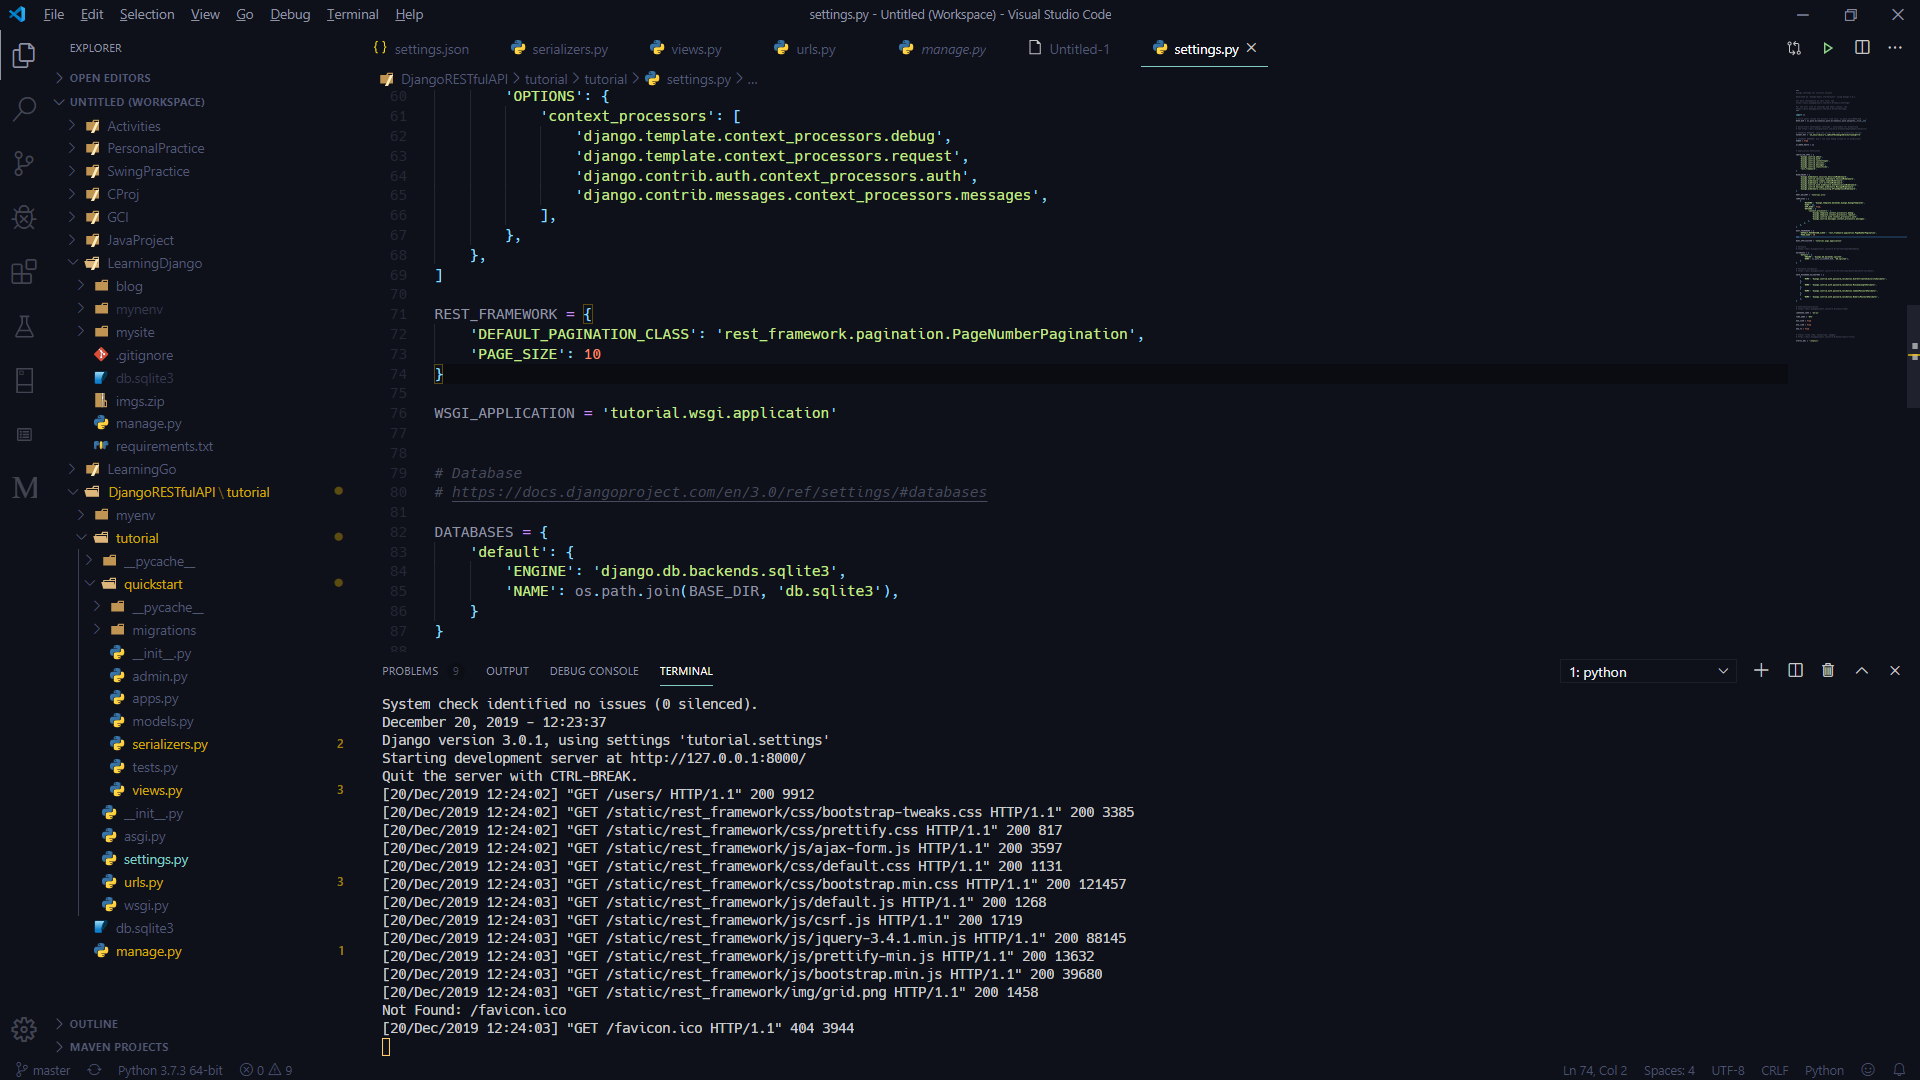 File Edit Selection View Go Debug Terminal Help
settings.py - Untitled (Workspace) - Visual Studio Code
EXPLORER
OPEN EDITORS
UNTITLED (WORKSPACE)
Activities
PersonalPractice
SwingPractice
CProj
GCI
JavaProject
LearningDjango
blog
mynenv
mysite
.gitignore
db.sqlite3
imgs.zip
manage.py
requirements.txt
LearningGo
DjangoRESTfulAPI \ tutorial
myenv
tutorial
__pycache__
quickstart
__pycache__
migrations
__init__.py
admin.py
apps.py
models.py
serializers.py 2
tests.py
views.py 3
__init__.py
asgi.py
settings.py
urls.py 3
wsgi.py
db.sqlite3
manage.py 1
OUTLINE
MAVEN PROJECTS
settings.json serializers.py views.py urls.py manage.py Untitled-1 settings.py
DjangoRESTfulAPI > tutorial > tutorial > settings.py > ...
60 'OPTIONS': {
61 'context_processors': [
62 'django.template.context_processors.debug',
63 'django.template.context_processors.request',
64 'django.contrib.auth.context_processors.auth',
65 'django.contrib.messages.context_processors.messages',
66 ],
67 },
68 },
69 ]
70
71 REST_FRAMEWORK = {
72 'DEFAULT_PAGINATION_CLASS': 'rest_framework.pagination.PageNumberPagination',
73 'PAGE_SIZE': 10
74 }
75
76 WSGI_APPLICATION = 'tutorial.wsgi.application'
77
78
79 # Database
80 # https://docs.djangoproject.com/en/3.0/ref/settings/#databases
81
82 DATABASES = {
83 'default': {
84 'ENGINE': 'django.db.backends.sqlite3',
85 'NAME': os.path.join(BASE_DIR, 'db.sqlite3'),
86 }
87 }
88
PROBLEMS 9 OUTPUT DEBUG CONSOLE TERMINAL
1: python
System check identified no issues (0 silenced).
December 20, 2019 - 12:23:37
Django version 3.0.1, using settings 'tutorial.settings'
Starting development server at http://127.0.0.1:8000/
Quit the server with CTRL-BREAK.
[20/Dec/2019 12:24:02] "GET /users/ HTTP/1.1" 200 9912
[20/Dec/2019 12:24:02] "GET /static/rest_framework/css/bootstrap-tweaks.css HTTP/1.1" 200 3385
[20/Dec/2019 12:24:02] "GET /static/rest_framework/css/prettify.css HTTP/1.1" 200 817
[20/Dec/2019 12:24:02] "GET /static/rest_framework/js/ajax-form.js HTTP/1.1" 200 3597
[20/Dec/2019 12:24:03] "GET /static/rest_framework/css/default.css HTTP/1.1" 200 1131
[20/Dec/2019 12:24:03] "GET /static/rest_framework/css/bootstrap.min.css HTTP/1.1" 200 121457
[20/Dec/2019 12:24:03] "GET /static/rest_framework/js/default.js HTTP/1.1" 200 1268
[20/Dec/2019 12:24:03] "GET /static/rest_framework/js/csrf.js HTTP/1.1" 200 1719
[20/Dec/2019 12:24:03] "GET /static/rest_framework/js/jquery-3.4.1.min.js HTTP/1.1" 200 88145
[20/Dec/2019 12:24:03] "GET /static/rest_framework/js/prettify-min.js HTTP/1.1" 200 13632
[20/Dec/2019 12:24:03] "GET /static/rest_framework/js/bootstrap.min.js HTTP/1.1" 200 39680
[20/Dec/2019 12:24:03] "GET /static/rest_framework/img/grid.png HTTP/1.1" 200 1458
Not Found: /favicon.ico
[20/Dec/2019 12:24:03] "GET /favicon.ico HTTP/1.1" 404 3944
master Python 3.7.3 64-bit 0 9
Ln 74, Col 2 Spaces: 4 UTF-8 CRLF Python